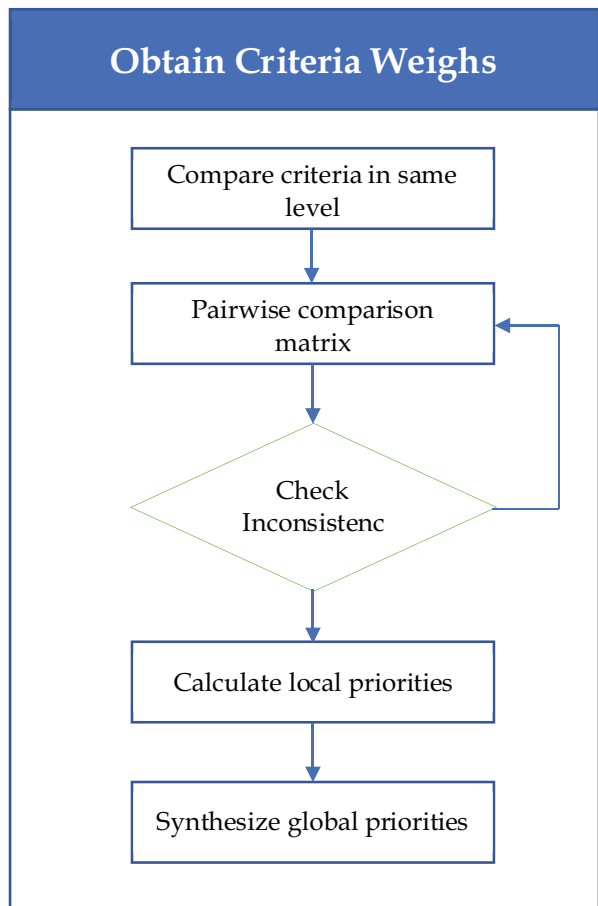 Obtain Criteria Weighs
Compare criteria in same
level
Pairwise comparison
matrix
Check
Inconsistenc
Calculate local priorities
Synthesize global priorities